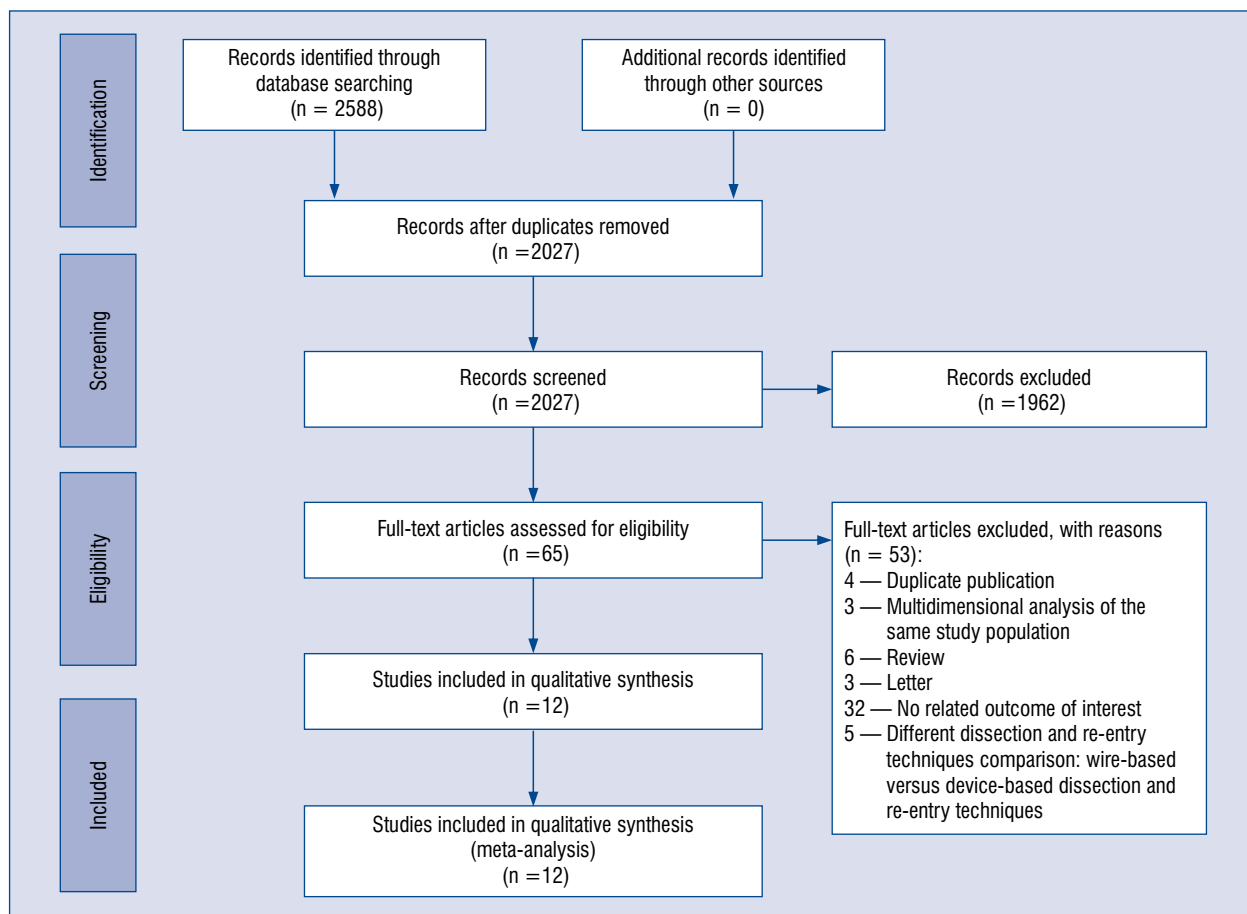 Identification
Records identified through
database searching
(n = 2588)
Additional records identified
through other sources
(n = 0)
Records after duplicates removed
(n =2027)
Screening
Records screened
(n =2027)
Records excluded
(n =1962)
Eligibility
Full-text articles assessed for eligibility
(n =65)
Full-text articles excluded, with reasons
(n = 53):
4 — Duplicate publication
3 — Multidimensional analysis of the
same study population
6 — Review
3 — Letter
32 — No related outcome of interest
5 — Different dissection and re-entry
techniques comparison: wire-based
versus device-based dissection and
re-entry techniques
Studies included in qualitative synthesis
(n =12)
Included
Studies included in qualitative synthesis
(meta-analysis)
(n =12)